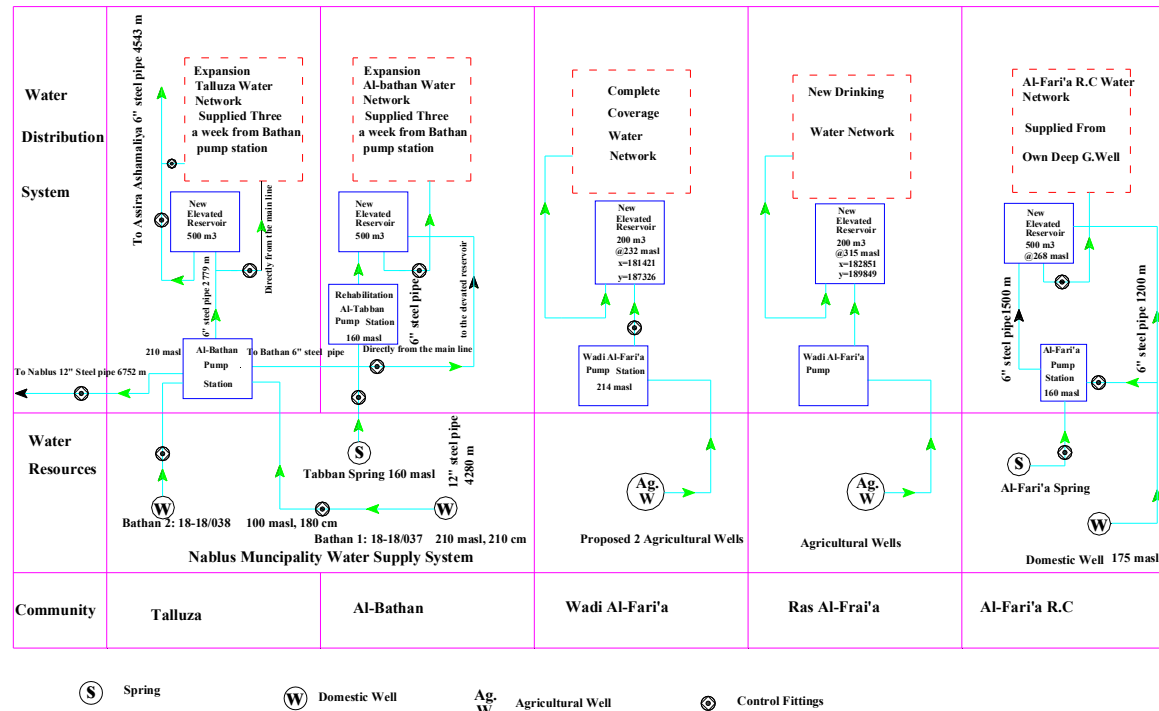 Water
Distribution
System
To Assira Ashamaliya 6" steel pipe 4543 m
Expansion
Talluza Water
Network
Supplied Three
a week from Bathan
pump station
New
Elevated
Reservoir
500 m3
Directly from the main line
6" steel pipe 2779 m
210 masl
Al-Bathan
Pump
Station
To Nablus 12" Steel pipe 6752 m
To Bathan 6" steel pipe
Expansion
Al-bathan Water
Network
Supplied Three
a week from Bathan
pump station
New
Elevated
Reservoir
500 m3
Rehabilitation
Al-Tabban
Pump Station
160 masl
6" steel pipe
to the elevated reservoir
Directly from the main line
Complete
Coverage
Water
Network
New
Elevated
Reservoir
200 m3
@232 masl
x=181421
y=187326
Wadi Al-Fari'a
Pump Station
214 masl
New Drinking
Water Network
New
Elevated
Reservoir
200 m3
@315 masl
x=182851
y=189849
Wadi Al-Fari'a
Pump
Al-Fari'a R.C Water
Network
Supplied From
Own Deep G.Well
New
Elevated
Reservoir
500 m3
@268 masl
6" steel pipe1500 m
6" steel pipe 1200 m
Al-Fari'a
Pump
Station
160 masl
Water
Resources
W
Bathan 2: 18-18/038 100 masl, 180 cm
S
Tabban Spring 160 masl
12" steel pipe
4280 m
W
Bathan 1: 18-18/037 210 masl, 210 cm
Nablus Muncipality Water Supply System
Ag.
W
Proposed 2 Agricultural Wells
Ag.
W
Agricultural Wells
S
Al-Fari'a Spring
W
Domestic Well 175 masl
Community
Talluza
Al-Bathan
Wadi Al-Fari'a
Ras Al-Frai'a
Al-Fari'a R.C
S Spring
W Domestic Well
Ag.
W Agricultural Well
Control Fittings